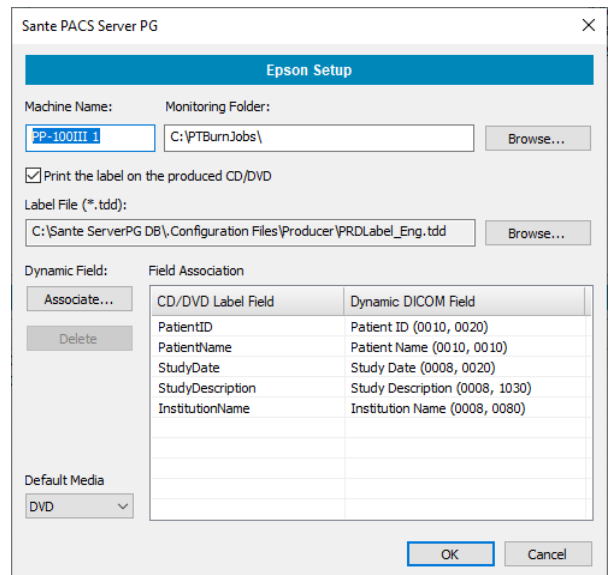 Sante PACS Server PG
Epson Setup
Machine Name: Monitoring Folder:
PP-100III 1 C:\PTBurnJobs\ Browse...
Print the label on the produced CD/DVD
Label File (*.tdd):
C:\Sante ServerPG DB\.Configuration Files\Producer\PRDLabel_Eng.tdd Browse...
Dynamic Field: Field Association
Associate... CD/DVD Label Field Dynamic DICOM Field
Delete
PatientID Patient ID (0010, 0020)
PatientName Patient Name (0010, 0010)
StudyDate Study Date (0008, 0020)
StudyDescription Study Description (0008, 1030)
InstitutionName Institution Name (0008, 0080)
Default Media
DVD
OK Cancel